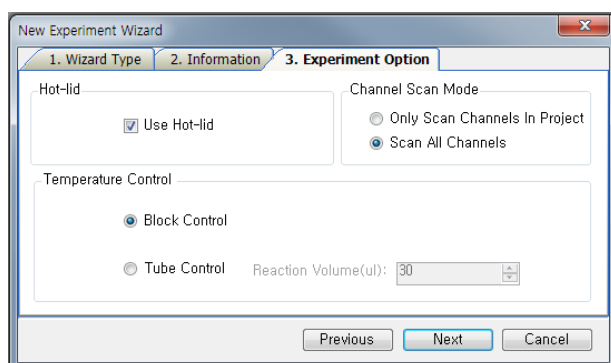 New Experiment Wizard
1. Wizard Type 2. Information 3. Experiment Option
Hot-lid
Use Hot-lid
Channel Scan Mode
Only Scan Channels In Project
Scan All Channels
Temperature Control
Block Control
Tube Control Reaction Volume(ul): 30
Previous Next Cancel